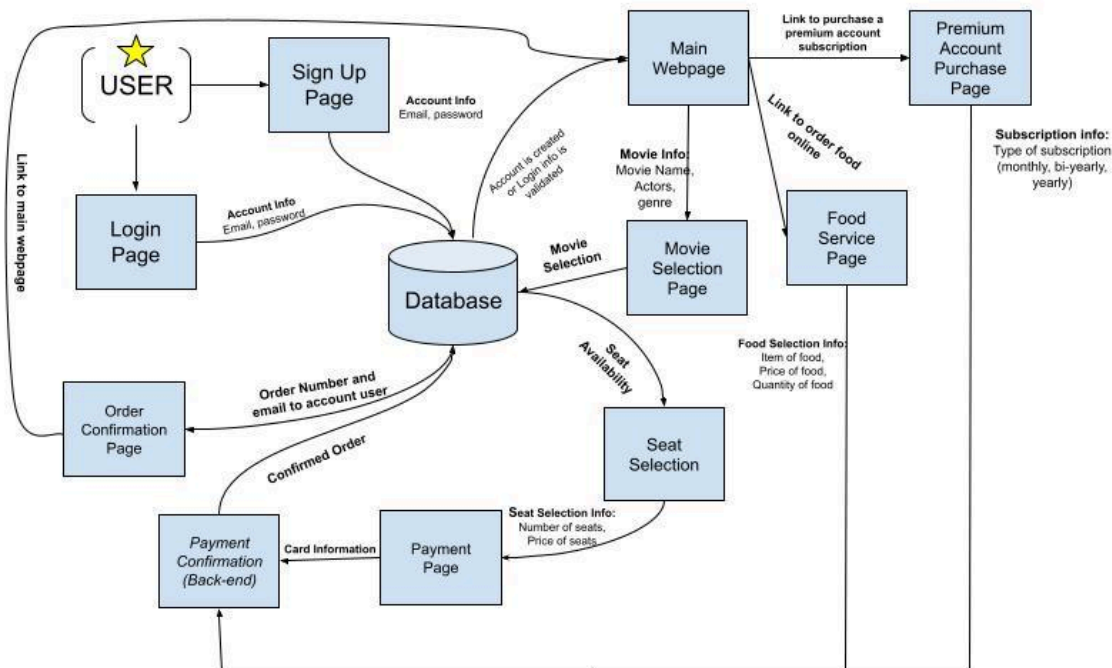 USER
Sign Up
Page
Account Info
Email, password
Login
Page
Account Info
Email, password
Link to main webpage
Account is created
or Login info is
validated
Main
Webpage
Link to purchase a
premium account
subscription
Premium
Account
Purchase
Page
Link to order food
online
Subscription info:
Type of subscription
(monthly, bi-yearly,
yearly)
Movie Info:
Movie Name,
Actors,
genre
Movie
Selection
Page
Food
Service
Page
Movie
Selection
Database
Seat
Availability
Food Selection Info:
Item of food,
Price of food,
Quantity of food
Order Number and
email to account user
Order
Confirmation
Page
Confirmed Order
Seat
Selection
Seat Selection Info:
Number of seats,
Price of seats
Payment
Page
Card Information
Payment
Confirmation
(Back-end)